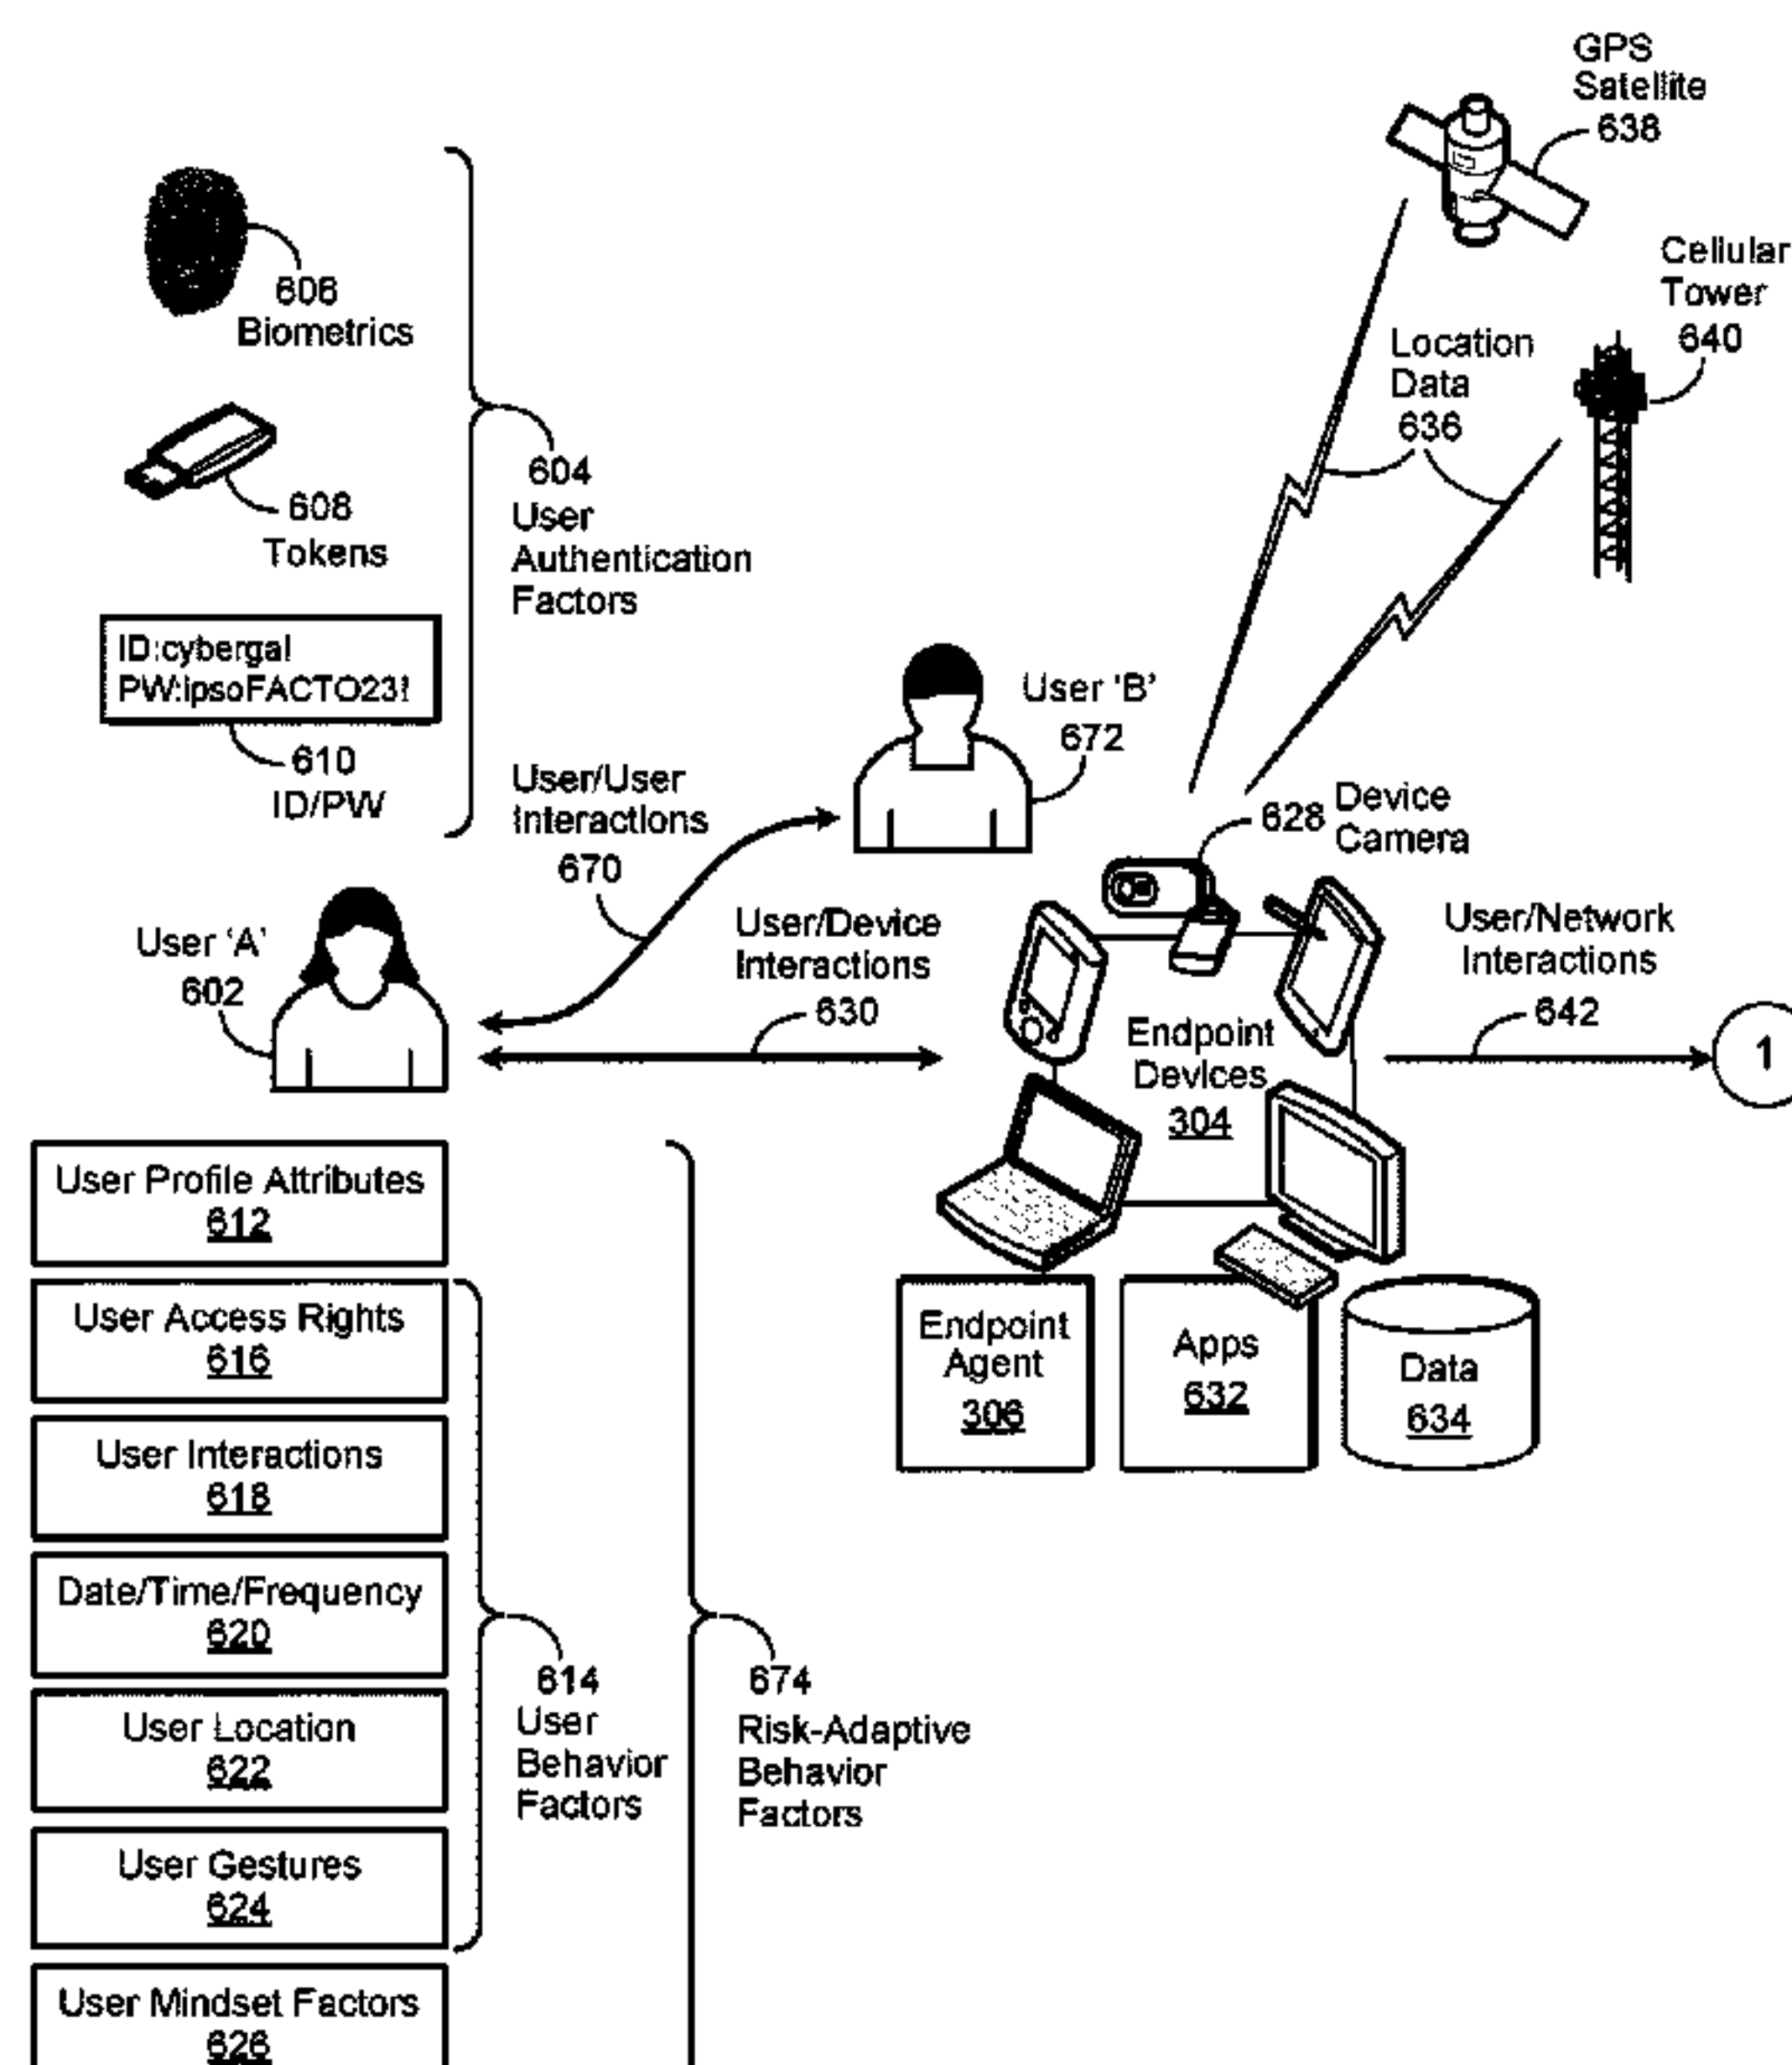 GPS
Satellite
638
Cellular
Tower
640
Location
Data
636
606
Biometrics
604
User
Authentication
Factors
608
Tokens
ID:cybergal
PW:ipsoFACTO23!
610
ID/PW
User 'B'
672
User/User
Interactions
670
628
Device
Camera
User 'A'
602
User/Device
Interactions
630
User/Network
Interactions
642
1
Endpoint
Devices
304
User Profile Attributes
612
User Access Rights
616
User Interactions
618
Date/Time/Frequency
620
User Location
622
User Gestures
624
User Mindset Factors
626
614
User
Behavior
Factors
674
Risk-Adaptive
Behavior
Factors
Endpoint
Agent
306
Apps
632
Data
634